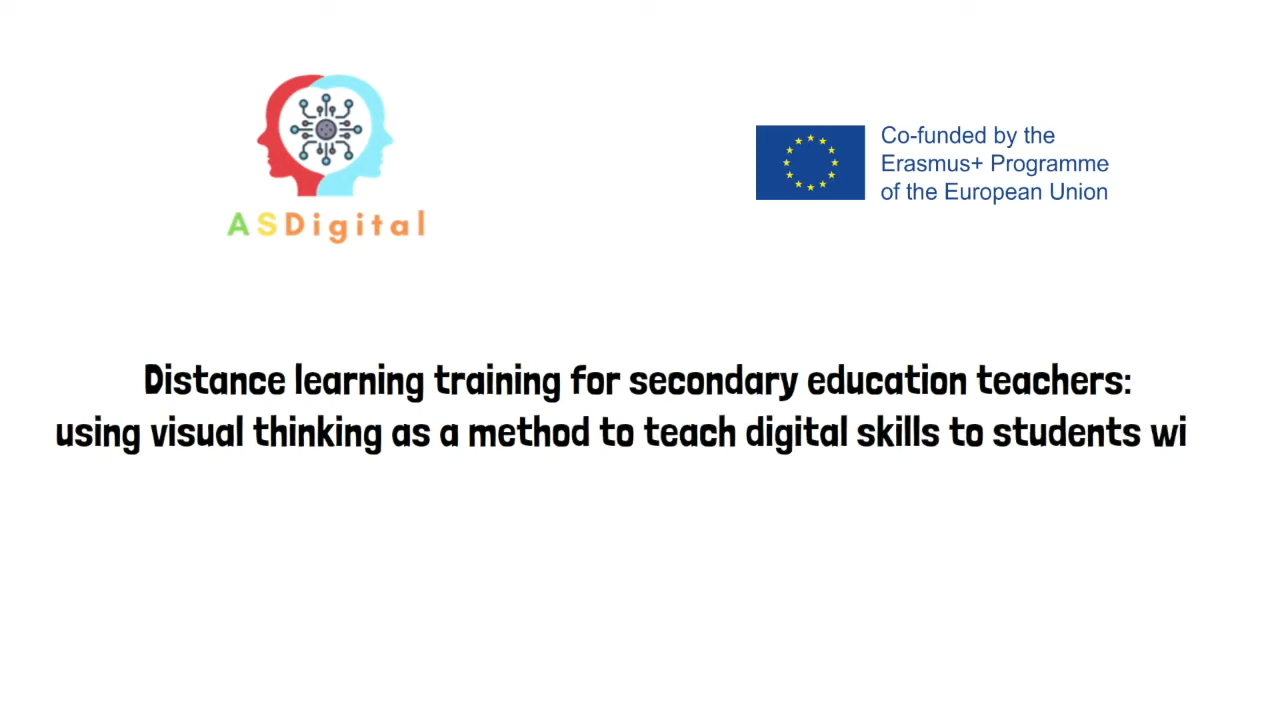 ASDigital
Co-funded by the
Erasmus+ Programme
of the European Union
Distance learning training for secondary education teachers:
using visual thinking as a method to teach digital skills to students wi